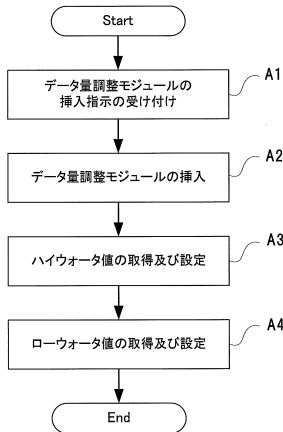 Start
データ量調整モジュールの
挿入指示の受け付け
A1
データ量調整モジュールの挿入
A2
ハイウォータ値の取得及び設定
A3
ローウォータ値の取得及び設定
A4
End